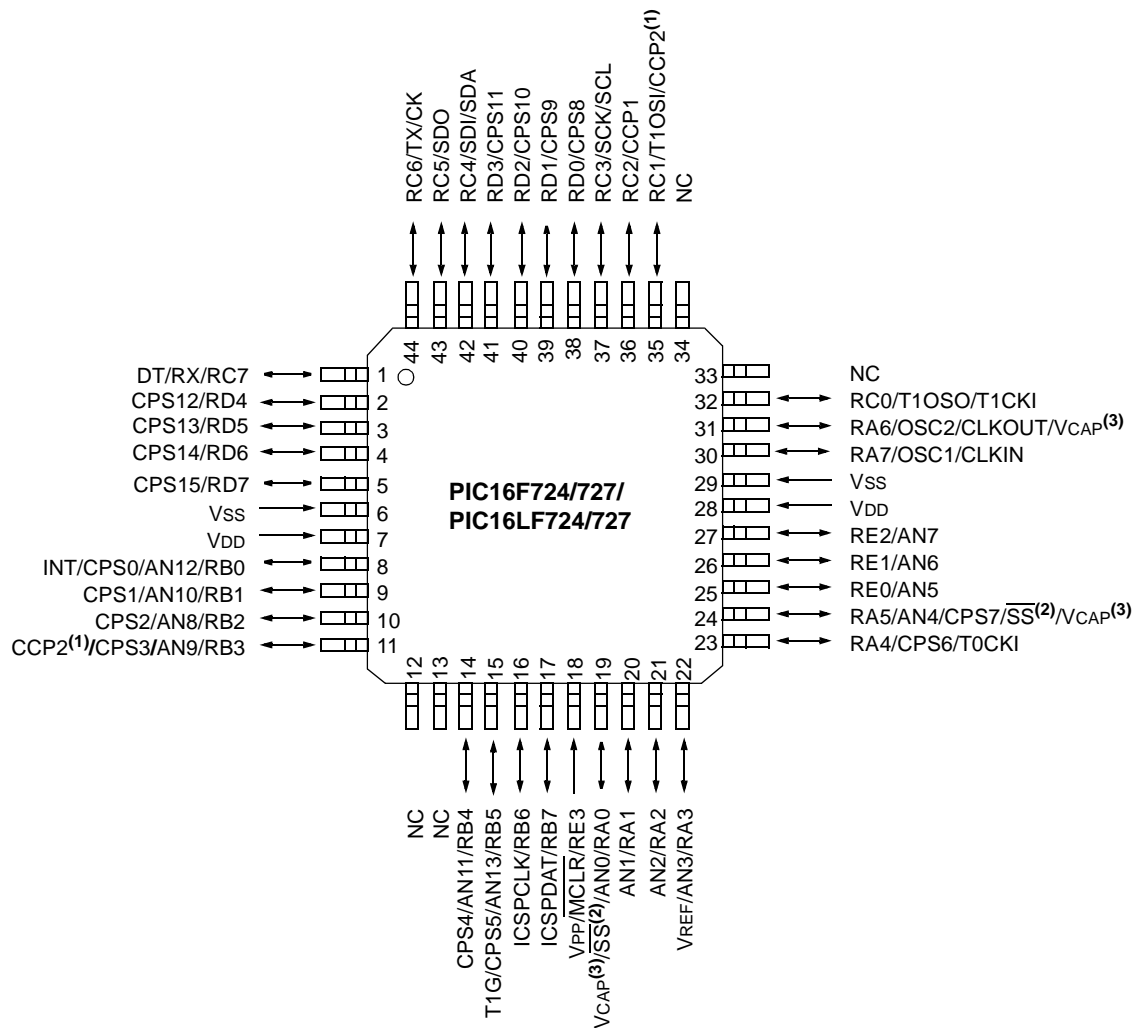 RC6/TX/CK
RC5/SDO
RC4/SDI/SDA
RD3/CPS11
RD2/CPS10
RD1/CPS9
RD0/CPS8
RC3/SCK/SCL
RC2/CCP1
RC1/T1OSI/CCP2(1)
NC
44
43
42
41
40
39
38
37
36
35
34
DT/RX/RC7 1
CPS12/RD4 2
CPS13/RD5 3
CPS14/RD6 4
CPS15/RD7 5
VSS 6
VDD 7
INT/CPS0/AN12/RB0 8
CPS1/AN10/RB1 9
CPS2/AN8/RB2 10
CCP2(1)/CPS3/AN9/RB3 11
PIC16F724/727/
PIC16LF724/727
33 NC
32 RC0/T1OSO/T1CKI
31 RA6/OSC2/CLKOUT/VCAP(3)
30 RA7/OSC1/CLKIN
29 VSS
28 VDD
27 RE2/AN7
26 RE1/AN6
25 RE0/AN5
24 RA5/AN4/CPS7/SS(2)/VCAP(3)
23 RA4/CPS6/T0CKI
12
13
14
15
16
17
18
19
20
21
22
NC
NC
CPS4/AN11/RB4
T1G/CPS5/AN13/RB5
ICSPCLK/RB6
ICSPDAT/RB7
VPP/MCLR/RE3
VCAP(3)/SS(2)/AN0/RA0
AN1/RA1
AN2/RA2
VREF/AN3/RA3